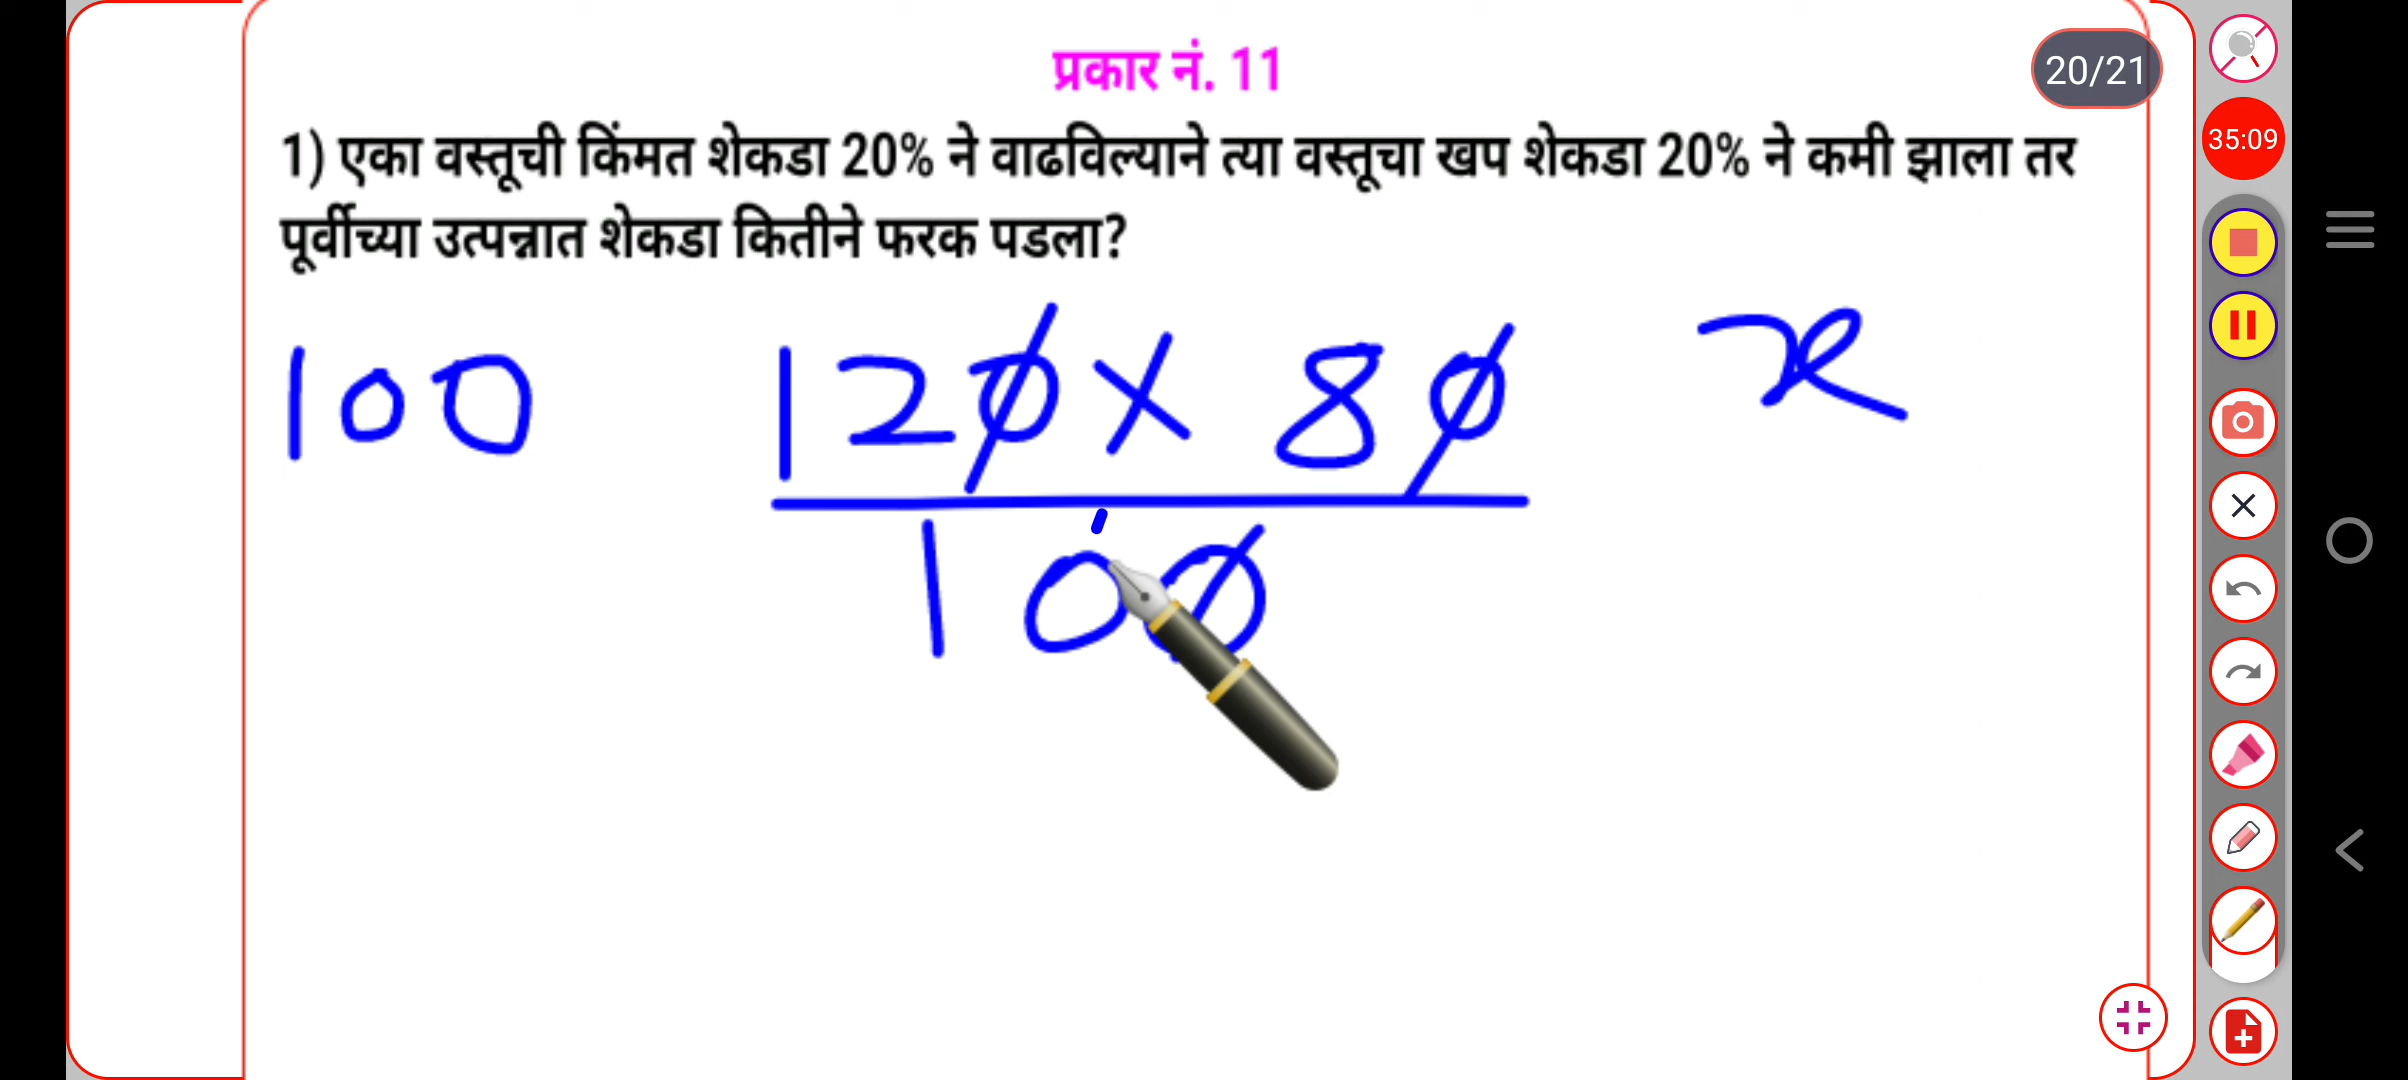 प्रकार नं. 11
20/21
35:09
1) एका वस्तूची किंमत शेकडा 20% ने वाढविल्याने त्या वस्तूचा खप शेकडा 20% ने कमी झाला तर
पूर्वीच्या उत्पन्नात शेकडा कितीने फरक पडला?
100 120 × 80 x
100